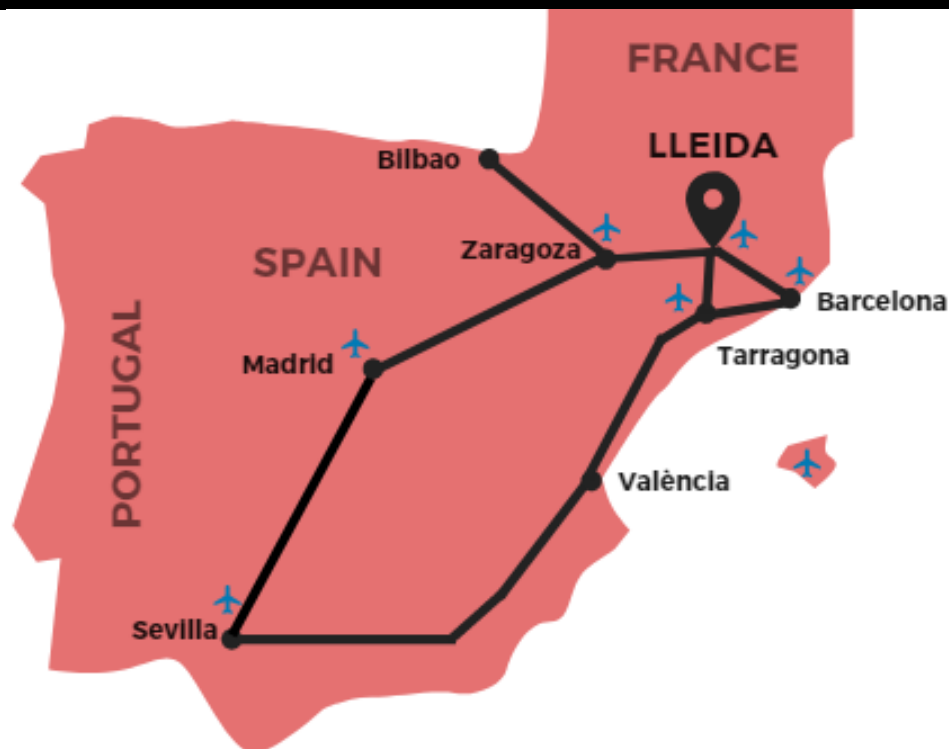 FRANCE
LLEIDA
Bilbao
Zaragoza
SPAIN
Barcelona
PORTUGAL
Madrid
Tarragona
València
Sevilla